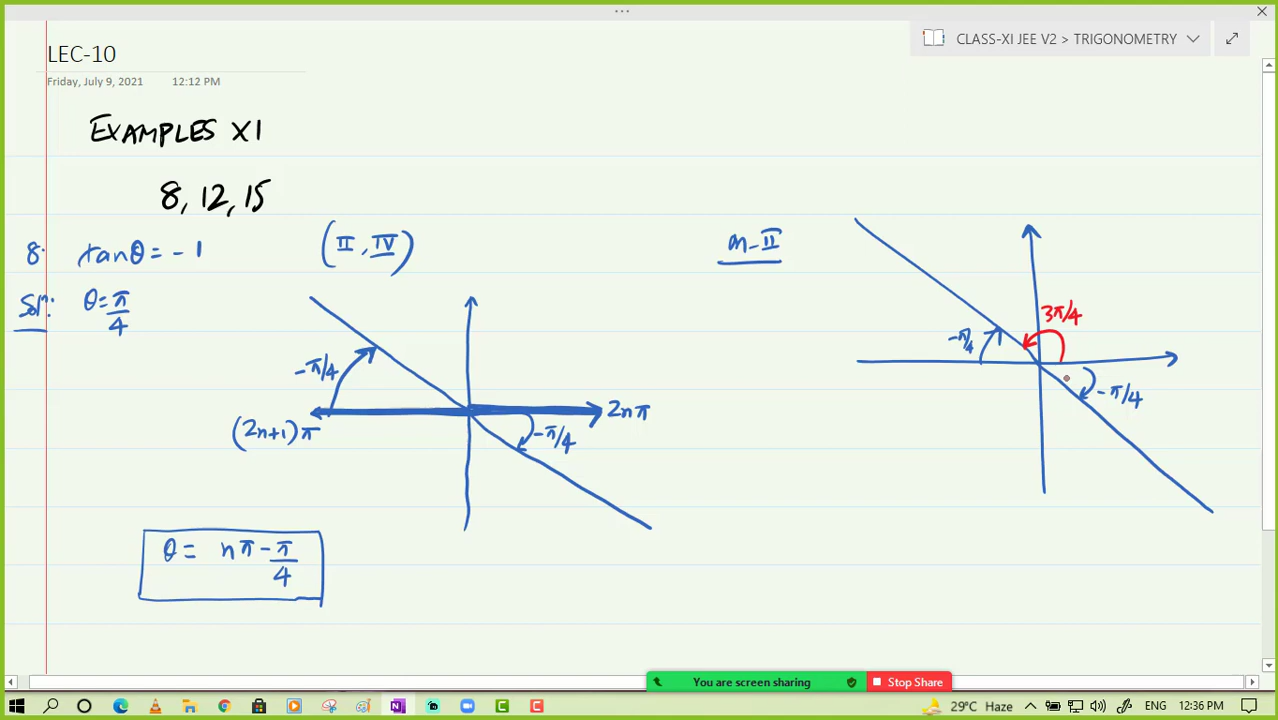 LEC-10
Friday, July 9, 2021 12:12 PM
CLASS-XI JEE V2 > TRIGONOMETRY
EXAMPLES XI
8, 12, 15
8. tanθ = -1 (II, IV)
Solⁿ: θ = π/4
-π/4
2nπ
(2n+1)π
-π/4
θ = nπ - π/4
m-II
3π/4
-π/4
-π/4
You are screen sharing Stop Share
29°C Haze 12:36 PM